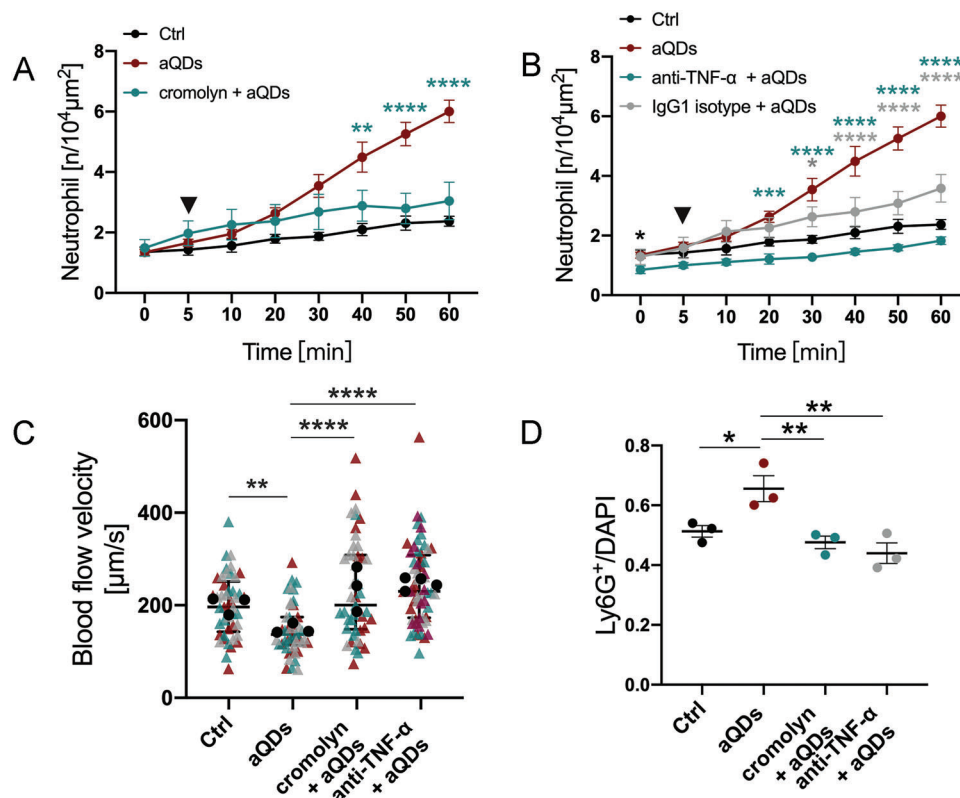 A
Ctrl
aQDs
cromolyn + aQDs
Neutrophil [n/10⁴µm²]
8
6
4
2
0
** **** ****
0 5 10 20 30 40 50 60
Time [min]
B
Ctrl
aQDs
anti-TNF-α + aQDs
IgG1 isotype + aQDs
Neutrophil [n/10⁴µm²]
8
6
4
2
0
* *** **** **** **** ****
* **** **** ****
0 5 10 20 30 40 50 60
Time [min]
C
Blood flow velocity
[µm/s]
600
400
200
0
****
****
**
Ctrl
aQDs
cromolyn
+ aQDs
anti-TNF-α
+ aQDs
D
Ly6G⁺/DAPI
0.8
0.6
0.4
0.2
0.0
**
**
*
Ctrl
aQDs
cromolyn
+ aQDs
anti-TNF-α
+ aQDs